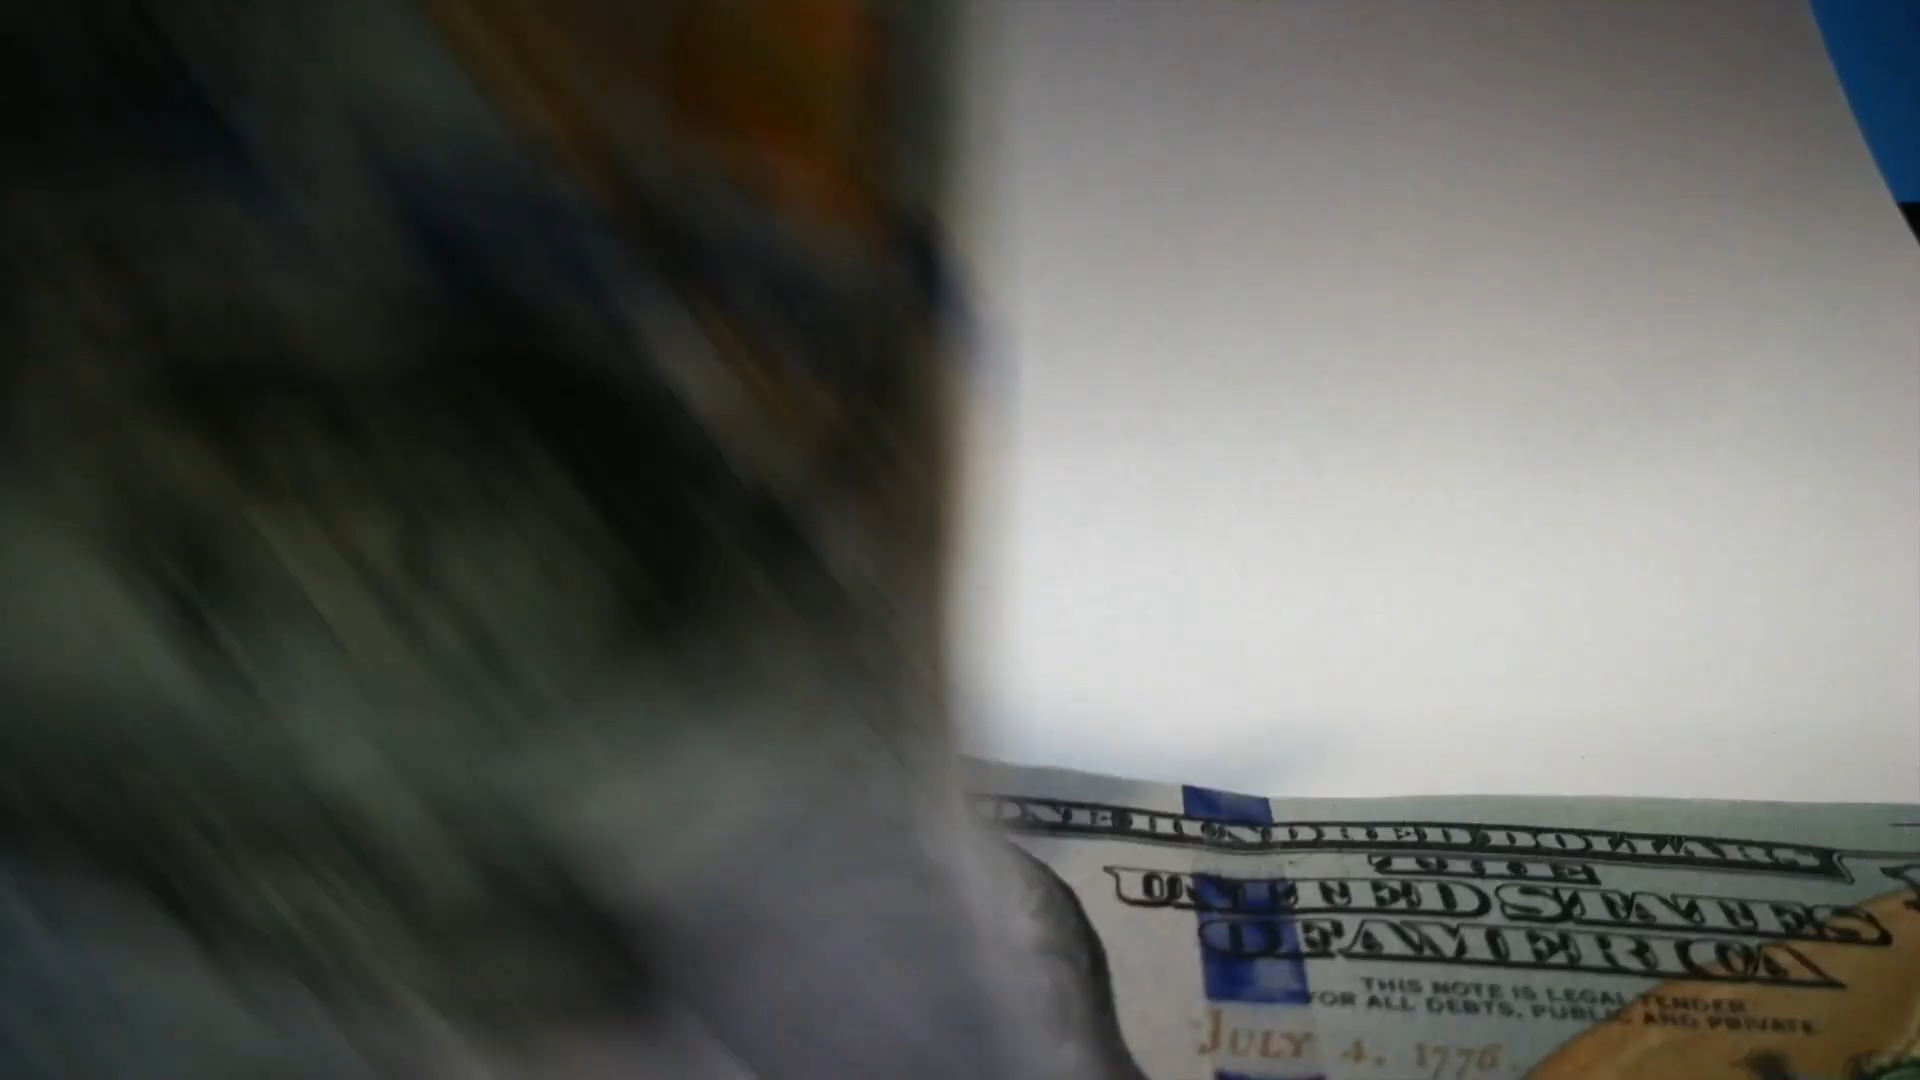 ONE HUNDRED DOLLARS
THE
UNITED STATES
OF AMERICA
THIS NOTE IS LEGAL TENDER
FOR ALL DEBTS, PUBLIC AND PRIVATE
JULY 4, 1776